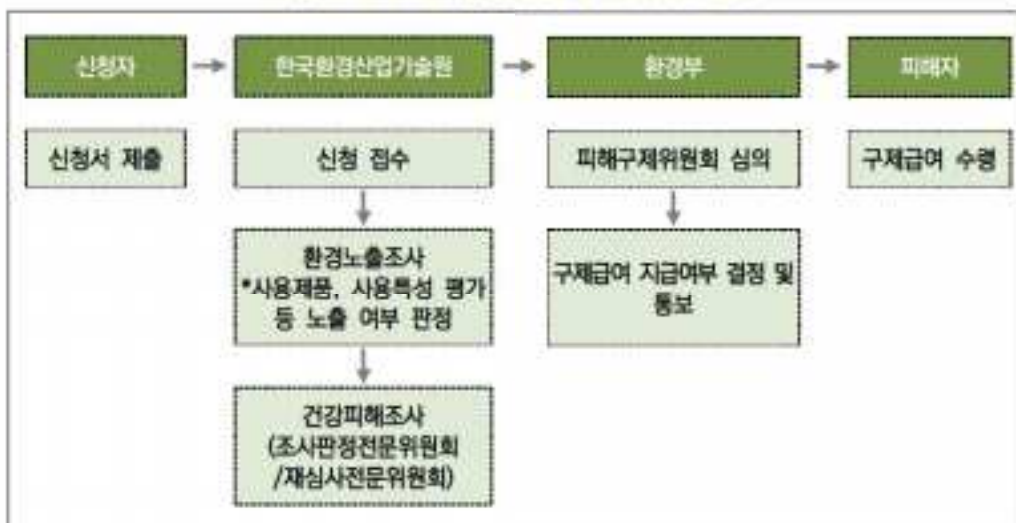 신청자
한국환경산업기술원
환경부
피해자
신청서 제출
신청 접수
피해구제위원회 심의
구제급여 수령
환경노출조사
*사용제품, 사용특성 평가
등 노출 여부 판정
구제급여 지급여부 결정 및
통보
건강피해조사
(조사판정전문위원회
/재심사전문위원회)